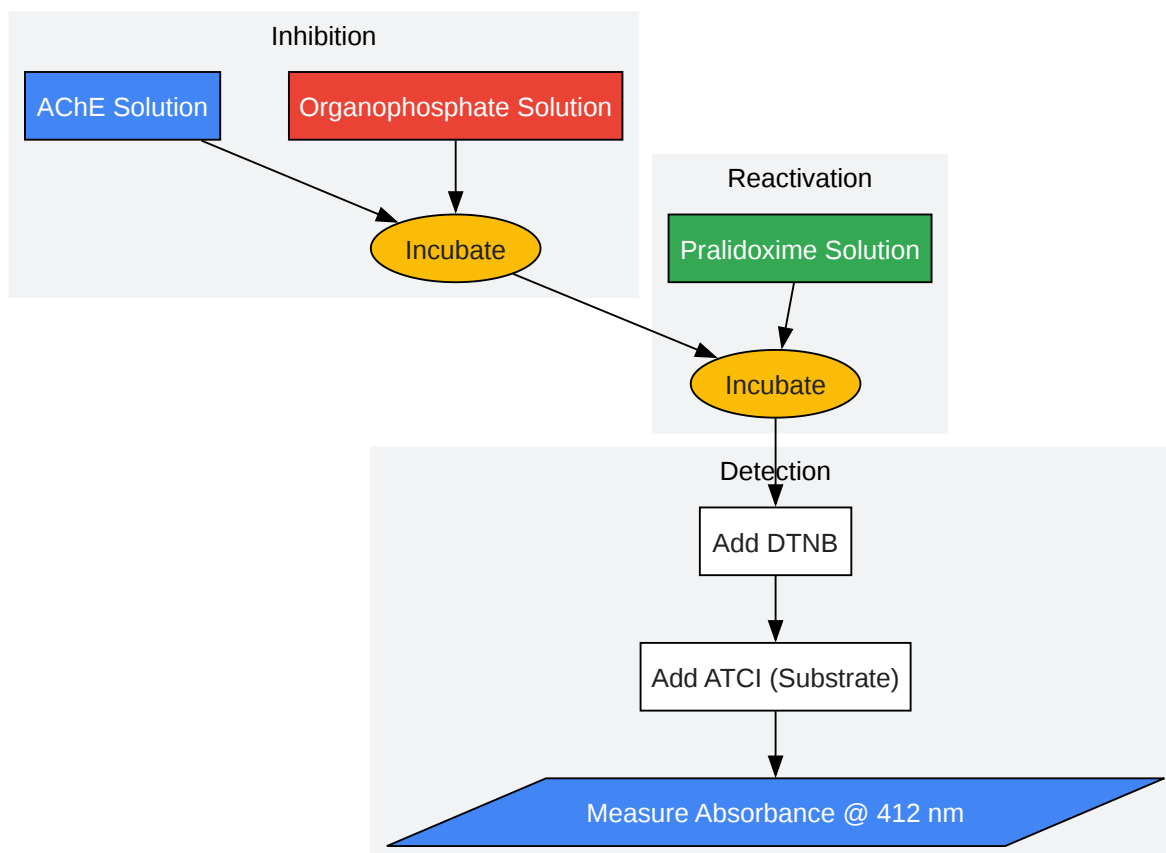 Inhibition
AChE Solution
Organophosphate Solution
Incubate
Reactivation
Pralidoxime Solution
Incubate
Detection
Add DTNB
Add ATCI (Substrate)
Measure Absorbance @ 412 nm